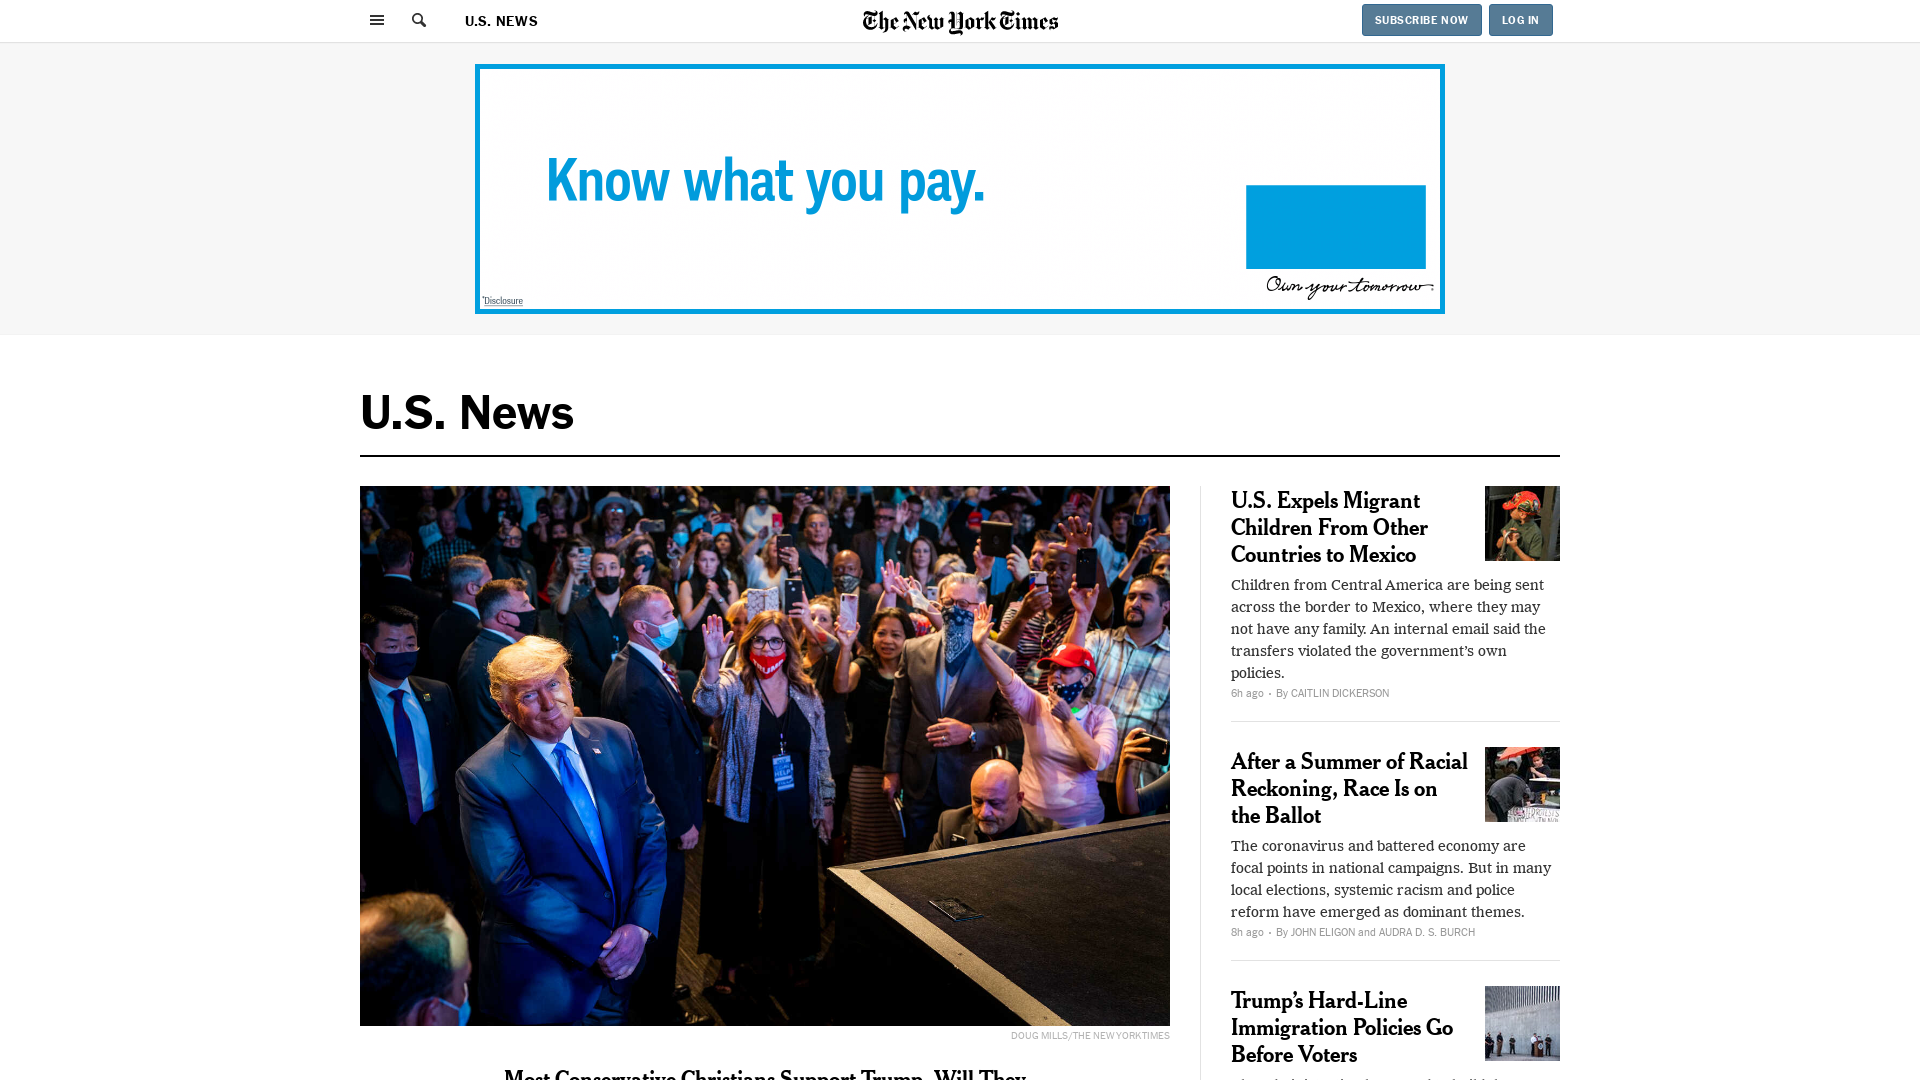 U.S. NEWS
The New York Times
SUBSCRIBE NOW
LOG IN
Know what you pay.
Own your tomorrow.
*Disclosure
U.S. News
TRUMP
HELP
DOUG MILLS/THE NEW YORK TIMES
Most Conservative Christians Support Trump. Will They
U.S. Expels Migrant
Children From Other
Countries to Mexico
Children from Central America are being sent
across the border to Mexico, where they may
not have any family. An internal email said the
transfers violated the government’s own
policies.
6h ago • By CAITLIN DICKERSON
After a Summer of Racial
Reckoning, Race Is on
the Ballot
The coronavirus and battered economy are
focal points in national campaigns. But in many
local elections, systemic racism and police
reform have emerged as dominant themes.
8h ago • By JOHN ELIGON and AUDRA D. S. BURCH
Trump’s Hard-Line
Immigration Policies Go
Before Voters